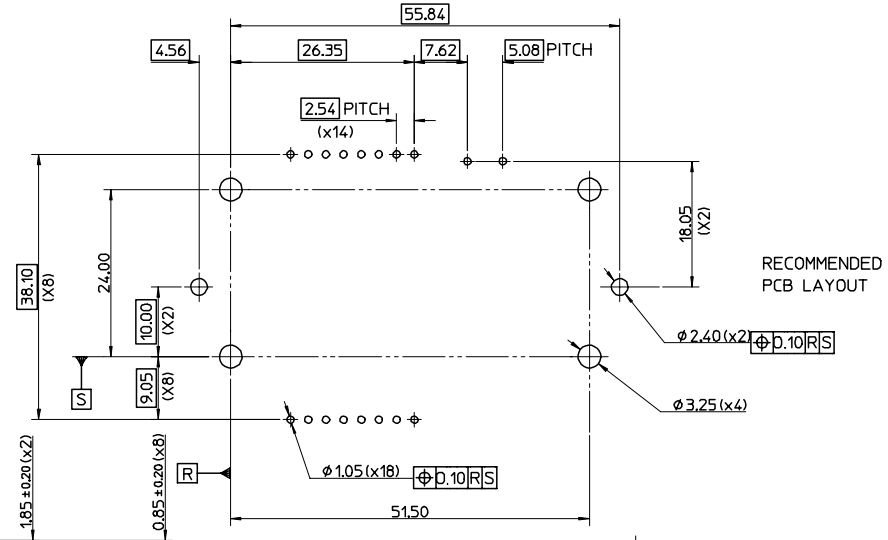 55.84
4.56
26.35
7.62
5.08 PITCH
2.54 PITCH
(x14)
18.05
(X2)
24.00
38.10
(X8)
RECOMMENDED
PCB LAYOUT
10.00
(X2)
⌀2.40(x2) ⌖ 0.10 R S
9.05
(X8)
S
⌀3.25(x4)
R
⌀1.05(x18) ⌖ 0.10 R S
1.85 ±0.20 (x2)
0.85 ±0.20 (x8)
51.50